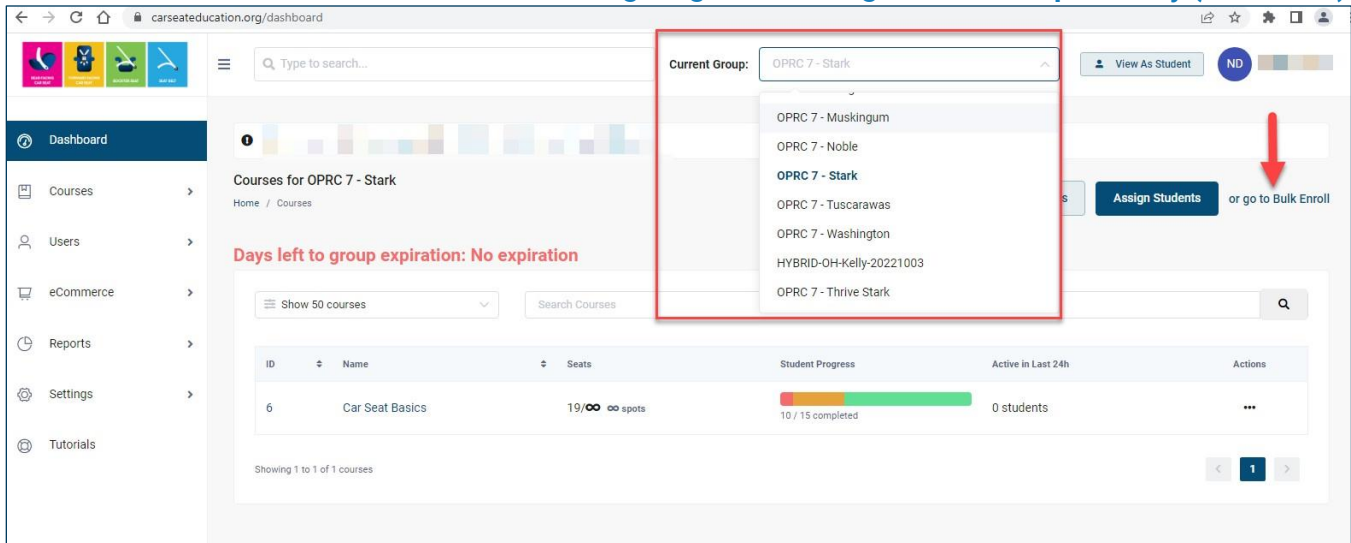 carseateducation.org/dashboard
Type to search...
Current Group:
OPRC 7 - Stark
View As Student
ND
OPRC 7 - Muskingum
OPRC 7 - Noble
OPRC 7 - Stark
OPRC 7 - Tuscarawas
OPRC 7 - Washington
HYBRID-OH-Kelly-20221003
OPRC 7 - Thrive Stark
Dashboard
Courses
Users
eCommerce
Reports
Settings
Tutorials
Courses for OPRC 7 - Stark
Home / Courses
Assign Students
or go to Bulk Enroll
Days left to group expiration: No expiration
Show 50 courses
Search Courses
ID Name Seats Student Progress Active in Last 24h Actions
6 Car Seat Basics 19/∞ ∞ spots 10 / 15 completed 0 students •••
Showing 1 to 1 of 1 courses
< 1 >